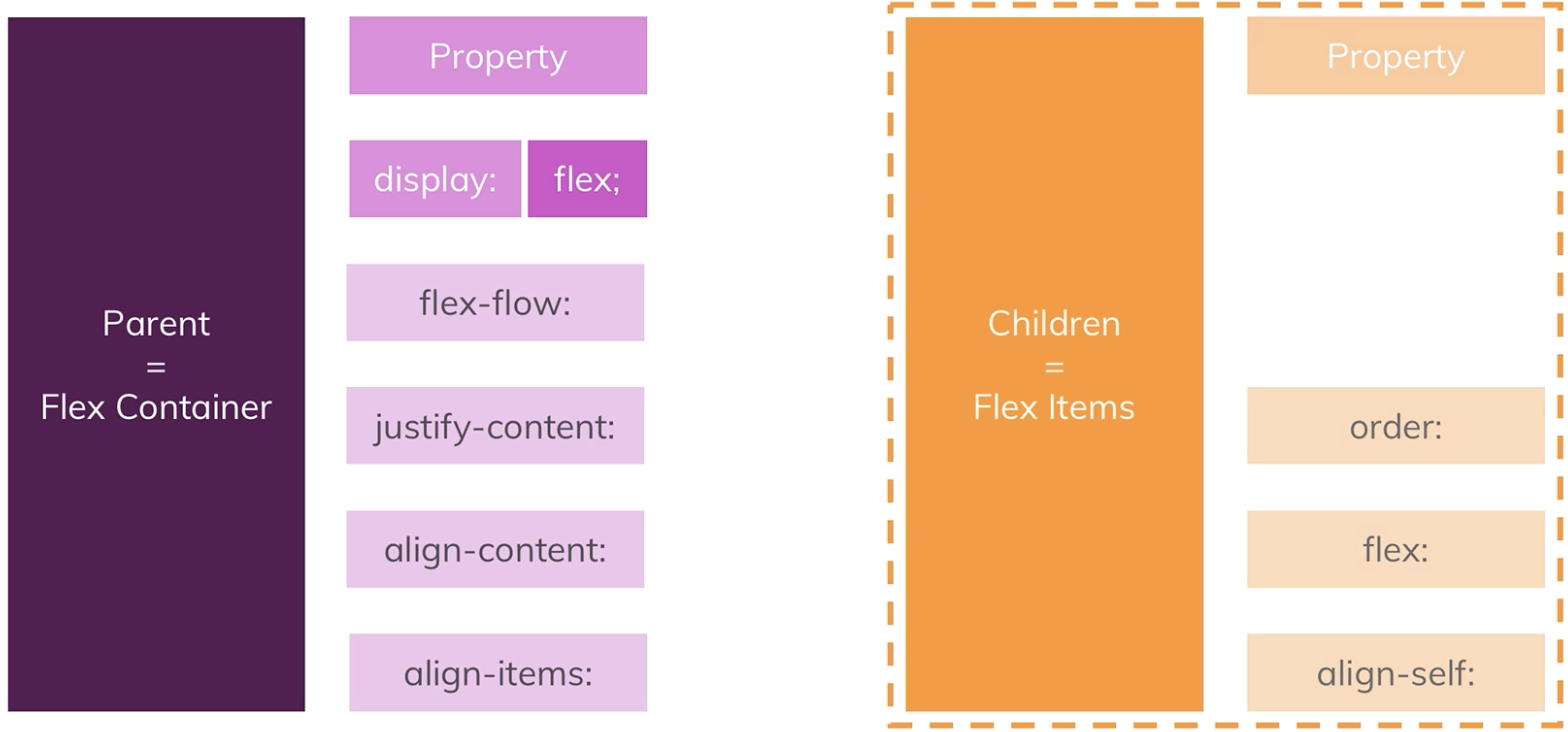 Parent
=
Flex Container
Property
display: flex;
flex-flow:
justify-content:
align-content:
align-items:
Children
=
Flex Items
Property
order:
flex:
align-self: